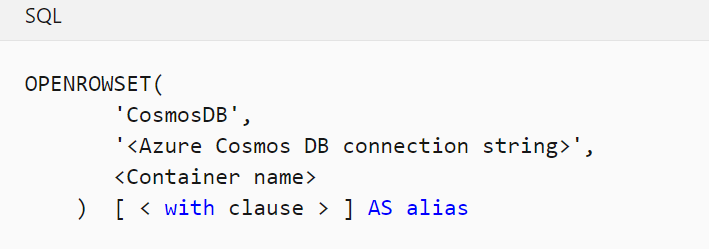 SQL
OPENROWSET(
'CosmosDB',
'<Azure Cosmos DB connection string>',
<Container name>
) [ < with clause > ] AS alias